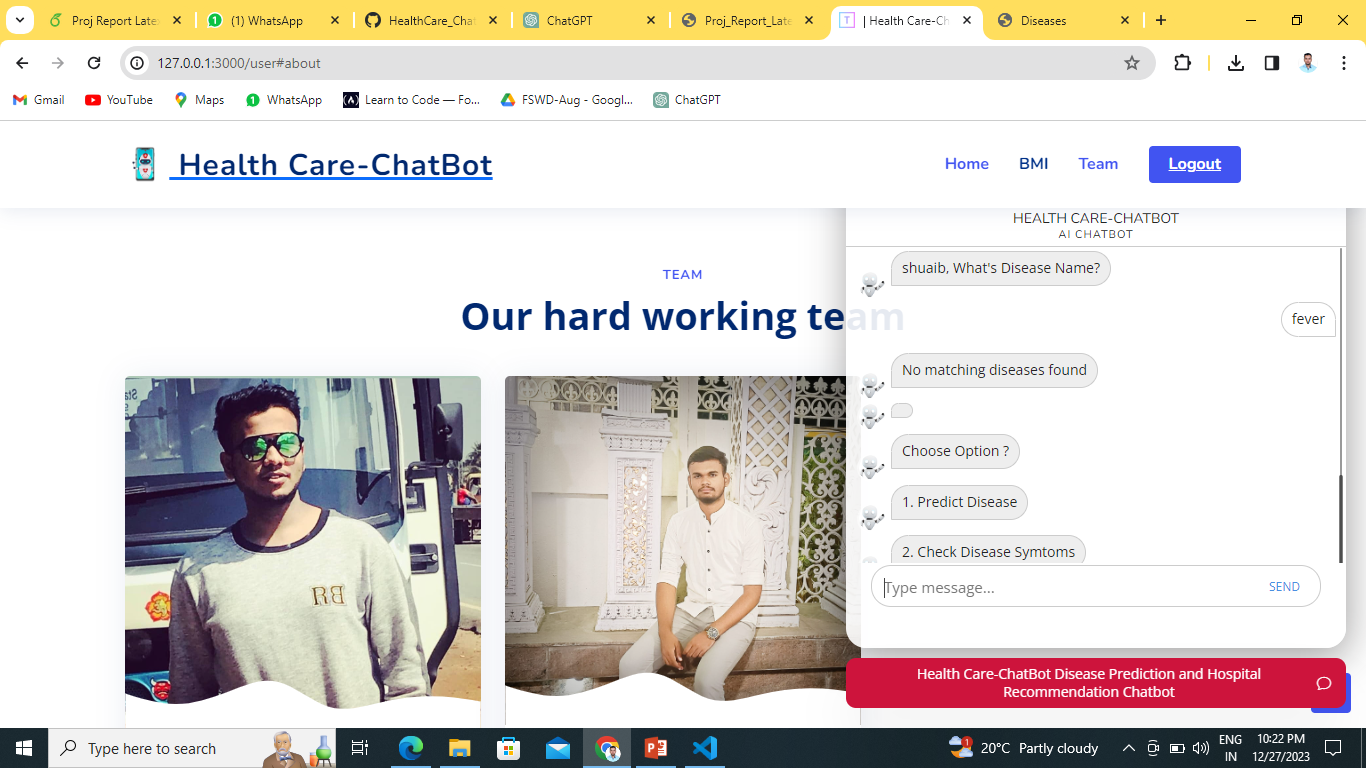 Proj Report Late
(1) WhatsApp
HealthCare_Cha
ChatGPT
Proj_Report_Late
| Health Care-Ch
Diseases
127.0.0.1:3000/user#about
Gmail
YouTube
Maps
WhatsApp
Learn to Code — Fo...
FSWD-Aug - Googl...
ChatGPT
Health Care-ChatBot
Home
BMI
Team
Logout
TEAM
Our hard working team
HEALTH CARE-CHATBOT
AI CHATBOT
shuaib, What's Disease Name?
fever
No matching diseases found
Choose Option ?
1. Predict Disease
2. Check Disease Symtoms
Type message...
SEND
Health Care-ChatBot Disease Prediction and Hospital
Recommendation Chatbot
Type here to search
20°C Partly cloudy
ENG
IN
10:22 PM
12/27/2023